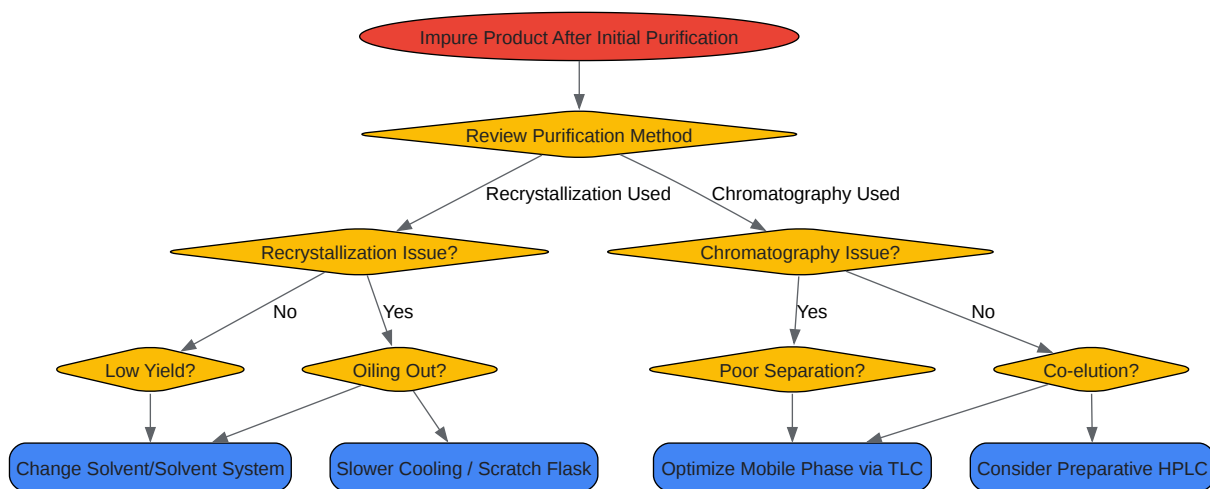 Impure Product After Initial Purification
Review Purification Method
Recrystallization Used
Chromatography Used
Recrystallization Issue?
Chromatography Issue?
No
Yes
Yes
No
Low Yield?
Oiling Out?
Poor Separation?
Co-elution?
Change Solvent/Solvent System
Slower Cooling / Scratch Flask
Optimize Mobile Phase via TLC
Consider Preparative HPLC